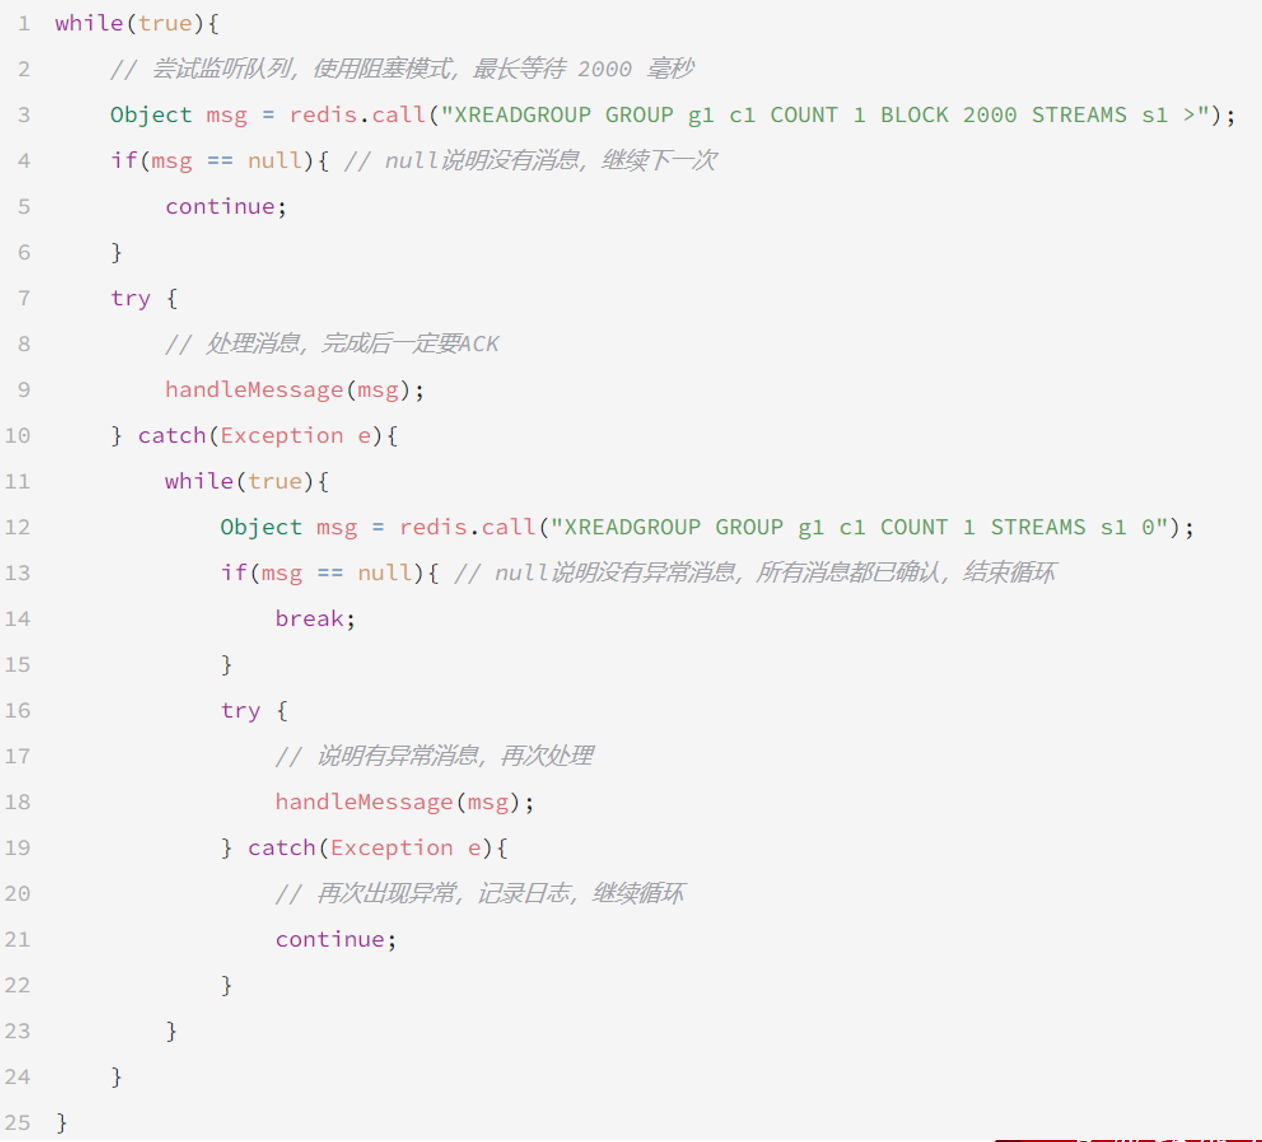 1 while(true){
2 // 尝试监听队列，使用阻塞模式，最长等待 2000 毫秒
3 Object msg = redis.call("XREADGROUP GROUP g1 c1 COUNT 1 BLOCK 2000 STREAMS s1 >");
4 if(msg == null){ // null说明没有消息，继续下一次
5 continue;
6 }
7 try {
8 // 处理消息，完成后一定要ACK
9 handleMessage(msg);
10 } catch(Exception e){
11 while(true){
12 Object msg = redis.call("XREADGROUP GROUP g1 c1 COUNT 1 STREAMS s1 0");
13 if(msg == null){ // null说明没有异常消息，所有消息都已确认，结束循环
14 break;
15 }
16 try {
17 // 说明有异常消息，再次处理
18 handleMessage(msg);
19 } catch(Exception e){
20 // 再次出现异常，记录日志，继续循环
21 continue;
22 }
23 }
24 }
25 }